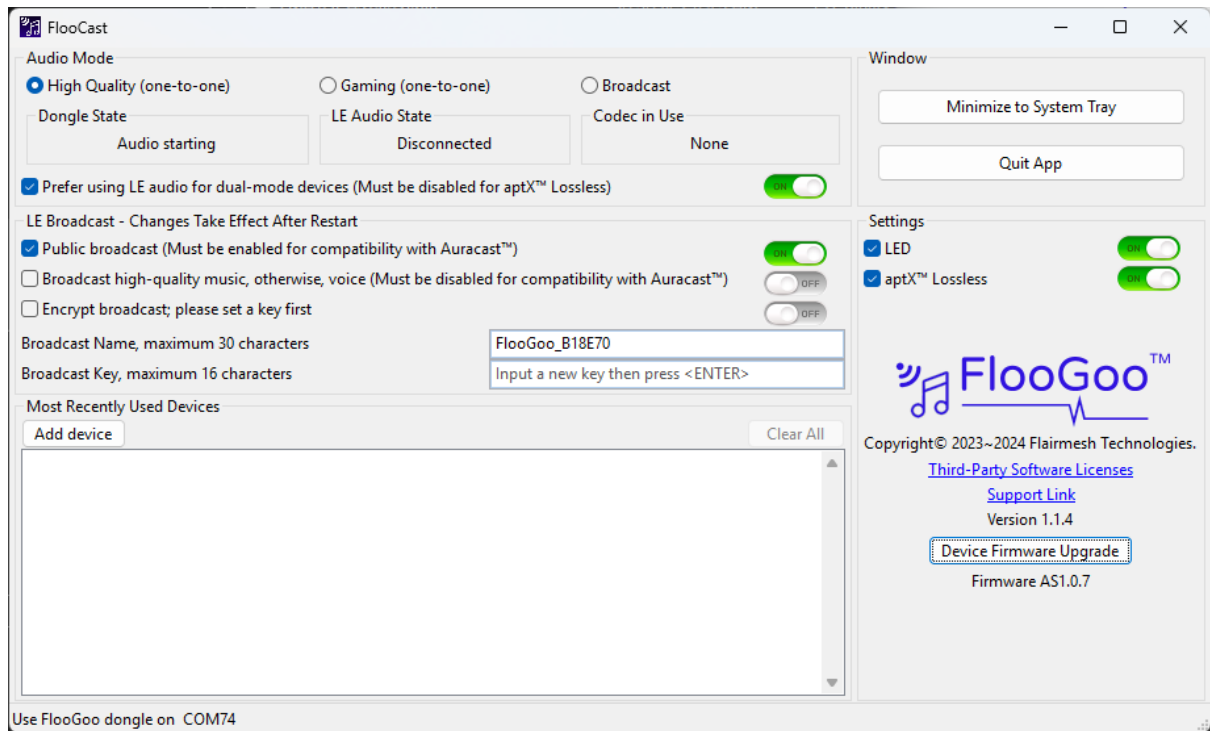 FlooCast
Audio Mode
High Quality (one-to-one)
Gaming (one-to-one)
Broadcast
Dongle State
Audio starting
LE Audio State
Disconnected
Codec in Use
None
Prefer using LE audio for dual-mode devices (Must be disabled for aptX™ Lossless)
ON
LE Broadcast - Changes Take Effect After Restart
Public broadcast (Must be enabled for compatibility with Auracast™)
ON
Broadcast high-quality music, otherwise, voice (Must be disabled for compatibility with Auracast™)
OFF
Encrypt broadcast; please set a key first
OFF
Broadcast Name, maximum 30 characters
FlooGoo_B18E70
Broadcast Key, maximum 16 characters
Input a new key then press <ENTER>
Most Recently Used Devices
Add device
Clear All
Window
Minimize to System Tray
Quit App
Settings
LED
ON
aptX™ Lossless
ON
FlooGoo™
Copyright© 2023~2024 Flairmesh Technologies.
Third-Party Software Licenses
Support Link
Version 1.1.4
Device Firmware Upgrade
Firmware AS1.0.7
Use FlooGoo dongle on  COM74